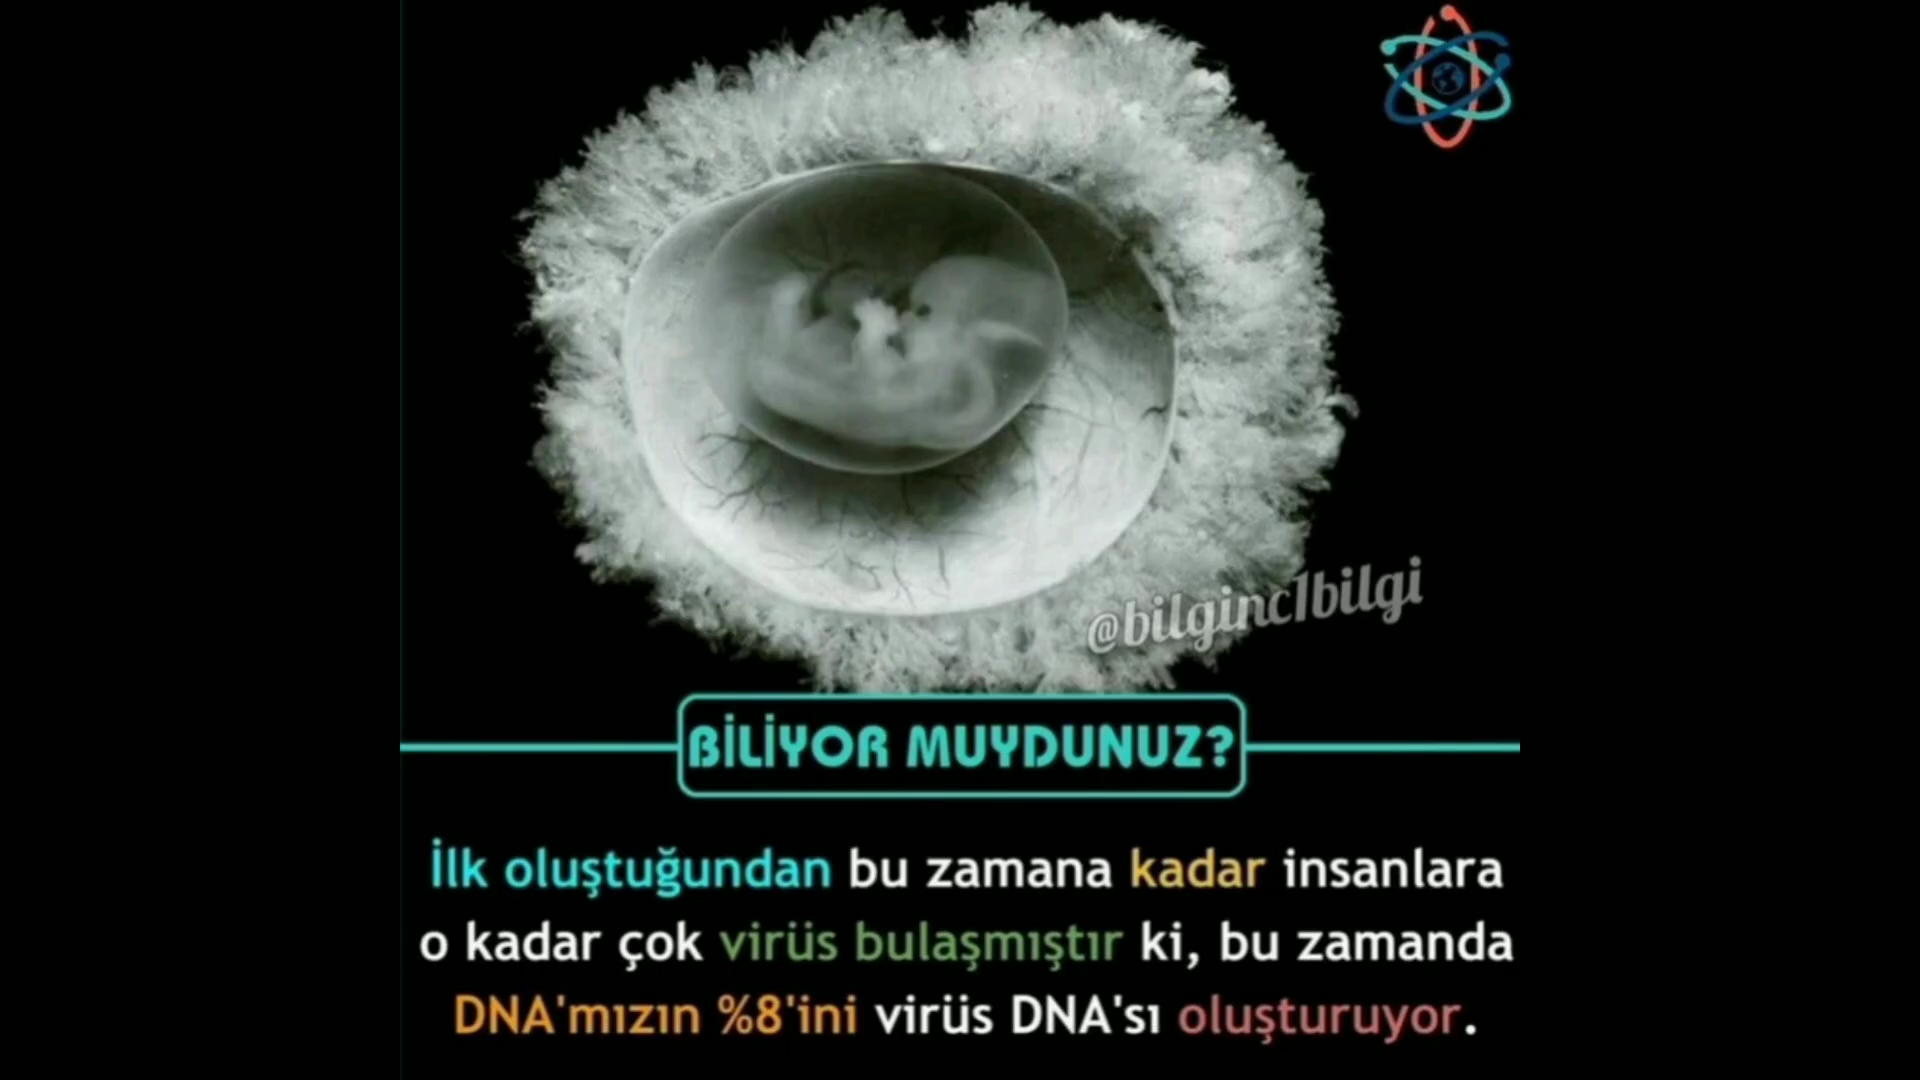 @bilginc1bilgi
BİLİYOR MUYDUNUZ?
İlk oluştuğundan bu zamana kadar insanlara
o kadar çok virüs bulaşmıştır ki, bu zamanda
DNA'mızın %8'ini virüs DNA'sı oluşturuyor.